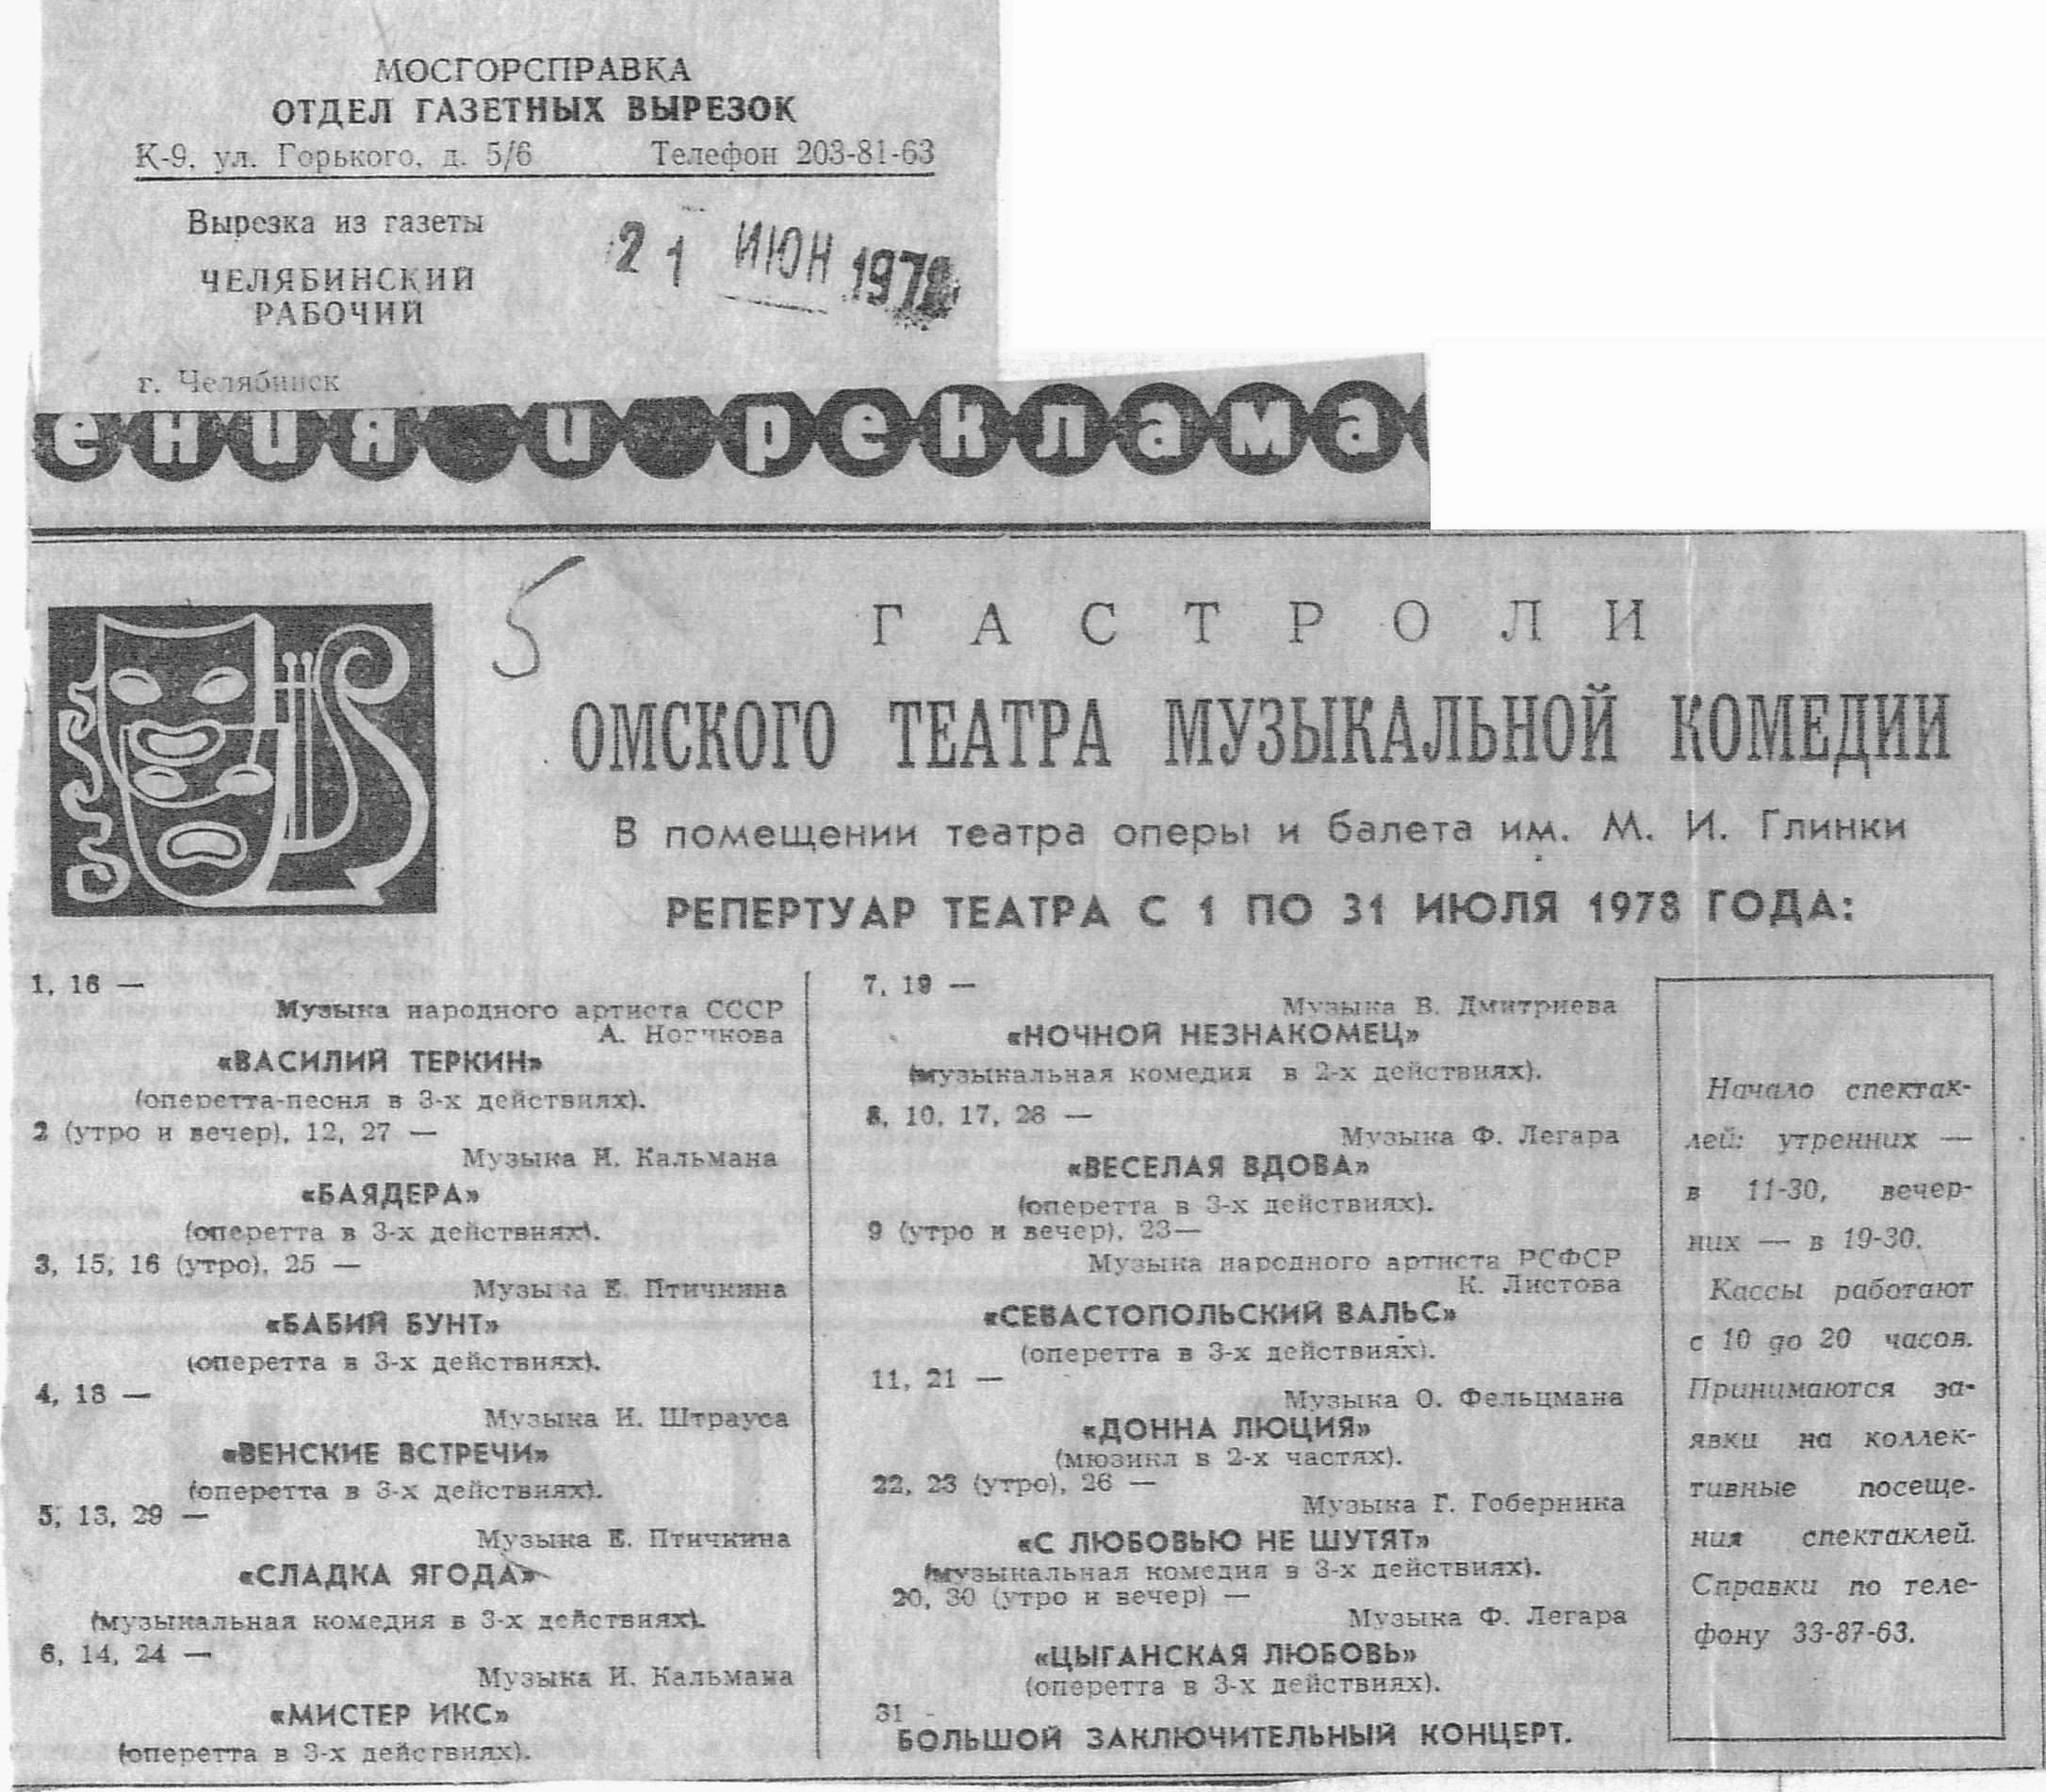 МОСГОРСПРАВКА
ОТДЕЛ ГАЗЕТНЫХ ВЫРЕЗОК
К-9, ул. Горького, д. 5/6 Телефон 203-81-63
Вырезка из газеты
ЧЕЛЯБИНСКИЙ
РАБОЧИЙ
21 ИЮН 1978
г. Челябинск
ения и реклама
5
ГАСТРОЛИ
ОМСКОГО ТЕАТРА МУЗЫКАЛЬНОЙ КОМЕДИИ
В помещении театра оперы и балета им. М. И. Глинки
РЕПЕРТУАР ТЕАТРА С 1 ПО 31 ИЮЛЯ 1978 ГОДА:
1, 16 —
Музыка народного артиста СССР
А. Новикова
«ВАСИЛИЙ ТЕРКИН»
(оперетта-песня в 3-х действиях).
2 (утро и вечер), 12, 27 —
Музыка И. Кальмана
«БАЯДЕРА»
(оперетта в 3-х действиях).
3, 15, 16 (утро), 25 —
Музыка Е. Птичкина
«БАБИЙ БУНТ»
(оперетта в 3-х действиях).
4, 18 —
Музыка И. Штрауса
«ВЕНСКИЕ ВСТРЕЧИ»
(оперетта в 3-х действиях).
5, 13, 29 —
Музыка Е. Птичкина
«СЛАДКА ЯГОДА»
(музыкальная комедия в 3-х действиях).
6, 14, 24 —
Музыка И. Кальмана
«МИСТЕР ИКС»
(оперетта в 3-х действиях).
7, 19 —
Музыка В. Дмитриева
«НОЧНОЙ НЕЗНАКОМЕЦ»
(музыкальная комедия в 2-х действиях).
8, 10, 17, 28 —
Музыка Ф. Легара
«ВЕСЕЛАЯ ВДОВА»
(оперетта в 3-х действиях).
9 (утро и вечер), 23—
Музыка народного артиста РСФСР
К. Листова
«СЕВАСТОПОЛЬСКИЙ ВАЛЬС»
(оперетта в 3-х действиях).
11, 21 —
Музыка О. Фельцмана
«ДОННА ЛЮЦИЯ»
(мюзикл в 2-х частях).
22, 23 (утро), 26 —
Музыка Г. Гоберника
«С ЛЮБОВЬЮ НЕ ШУТЯТ»
(музыкальная комедия в 3-х действиях).
20, 30 (утро и вечер) —
Музыка Ф. Легара
«ЦЫГАНСКАЯ ЛЮБОВЬ»
(оперетта в 3-х действиях).
31 -
БОЛЬШОЙ ЗАКЛЮЧИТЕЛЬНЫЙ КОНЦЕРТ.
Начало спектак-
лей: утренних —
в 11-30, вечер-
них — в 19-30.
Кассы работают
с 10 до 20 часов.
Принимаются за-
явки на коллек-
тивные посеще-
ния спектаклей.
Справки по теле-
фону 33-87-63.